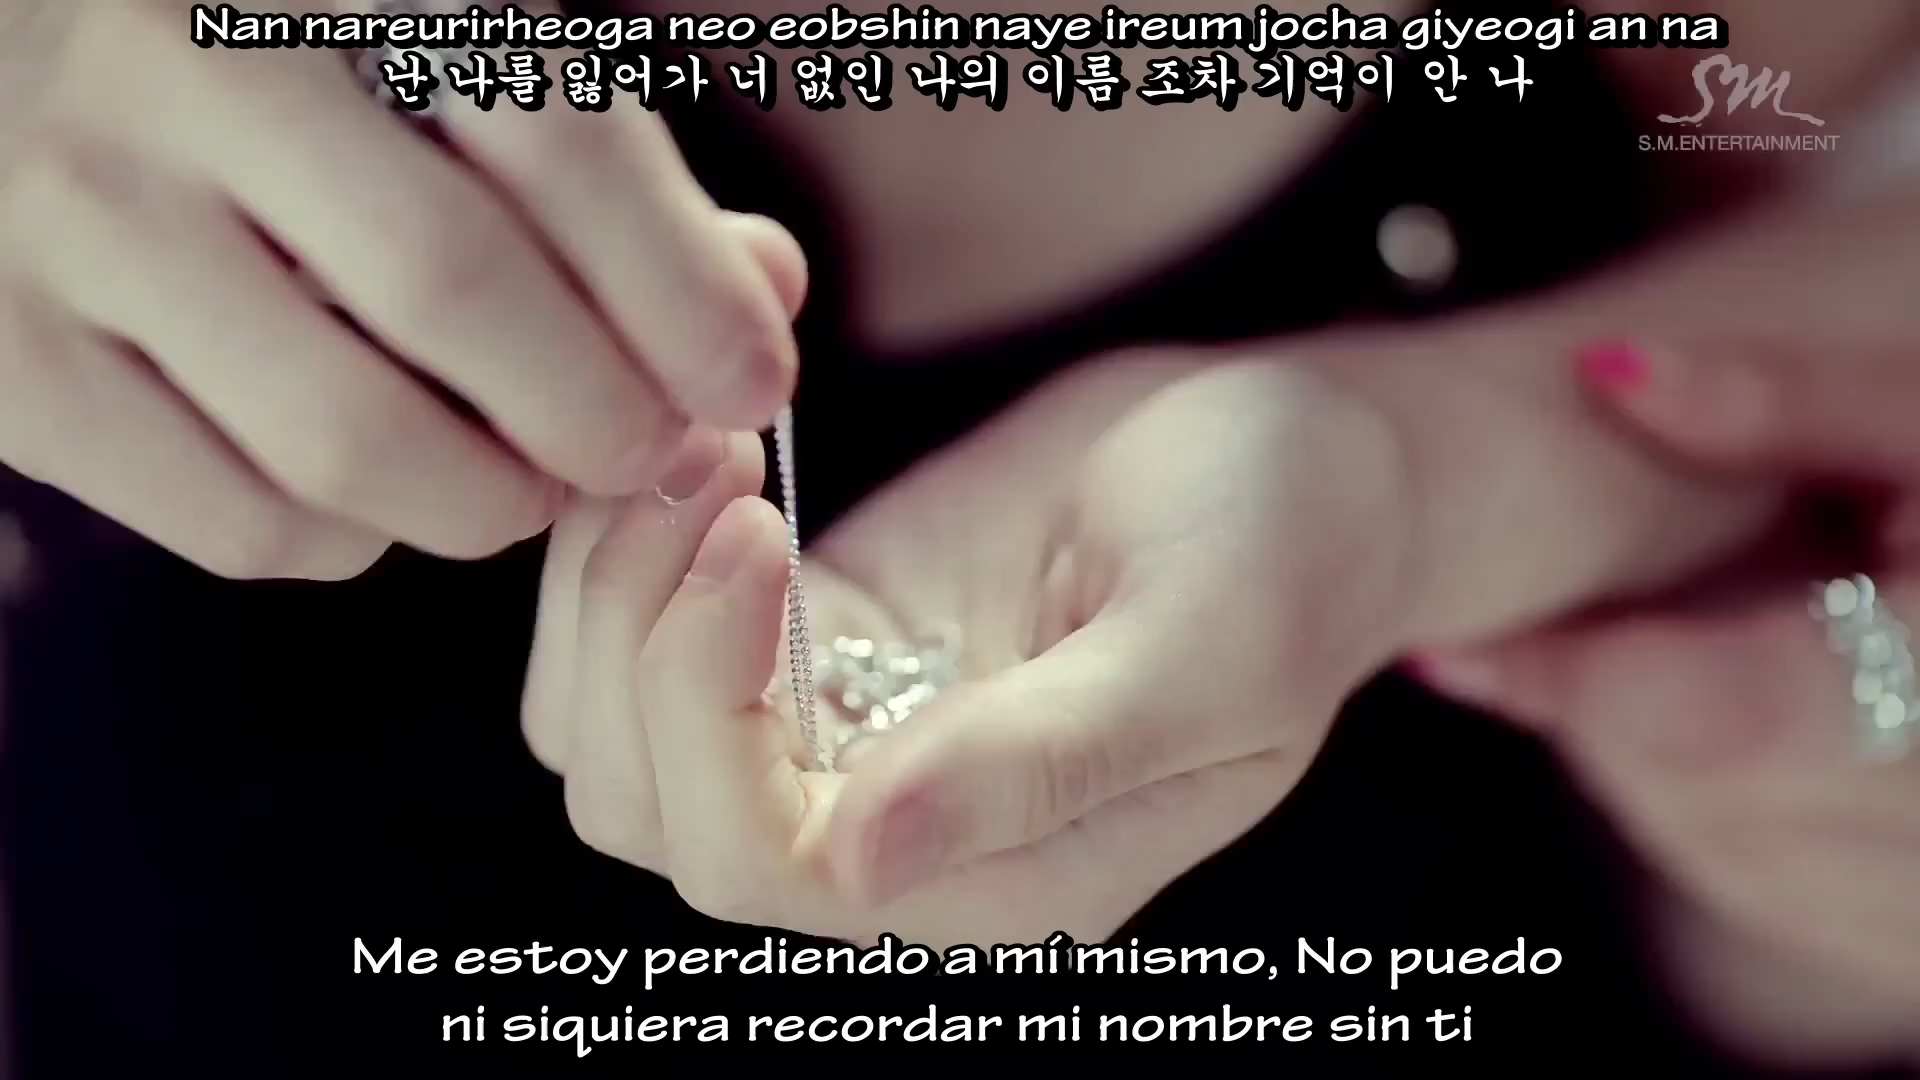 Nan nareurirheoga neo eobshin naye ireum jocha giyeogi an na
난 나를 잃어가 너 없인 나의 이름 조차 기억이 안 나
SM
S.M.ENTERTAINMENT
Me estoy perdiendo a mí mismo, No puedo
ni siquiera recordar mi nombre sin ti